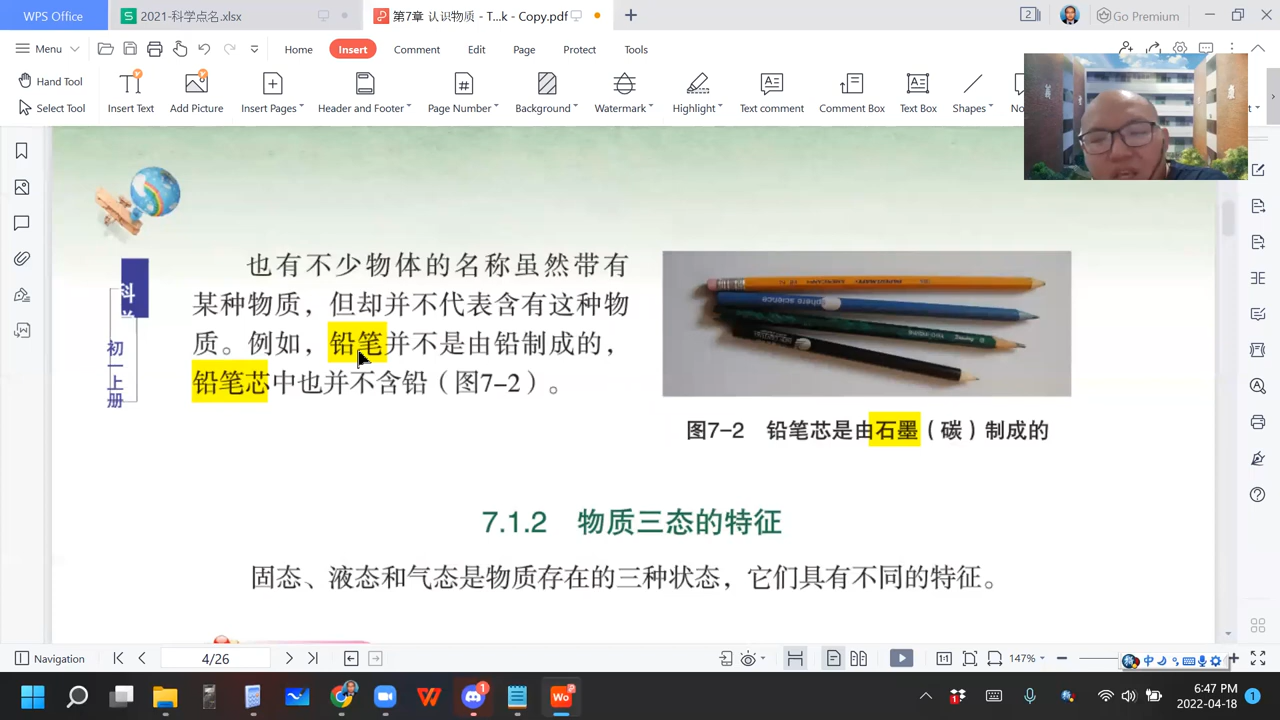 WPS Office
2021-科学点名.xlsx
第7章 认识物质 - T...k - Copy.pdf
2
Go Premium
Menu
Home
Insert
Comment
Edit
Page
Protect
Tools
Hand Tool
Select Tool
Insert Text
Add Picture
Insert Pages
Header and Footer
Page Number
Background
Watermark
Highlight
Text comment
Comment Box
Text Box
Shapes
也有不少物体的名称虽然带有
某种物质，但却并不代表含有这种物
质。例如，铅笔并不是由铅制成的，
铅笔芯中也并不含铅（图7-2）。
初一上册
图7-2 铅笔芯是由石墨（碳）制成的
7.1.2 物质三态的特征
固态、液态和气态是物质存在的三种状态，它们具有不同的特征。
Navigation
4/26
147%
中
6:47 PM
2022-04-18